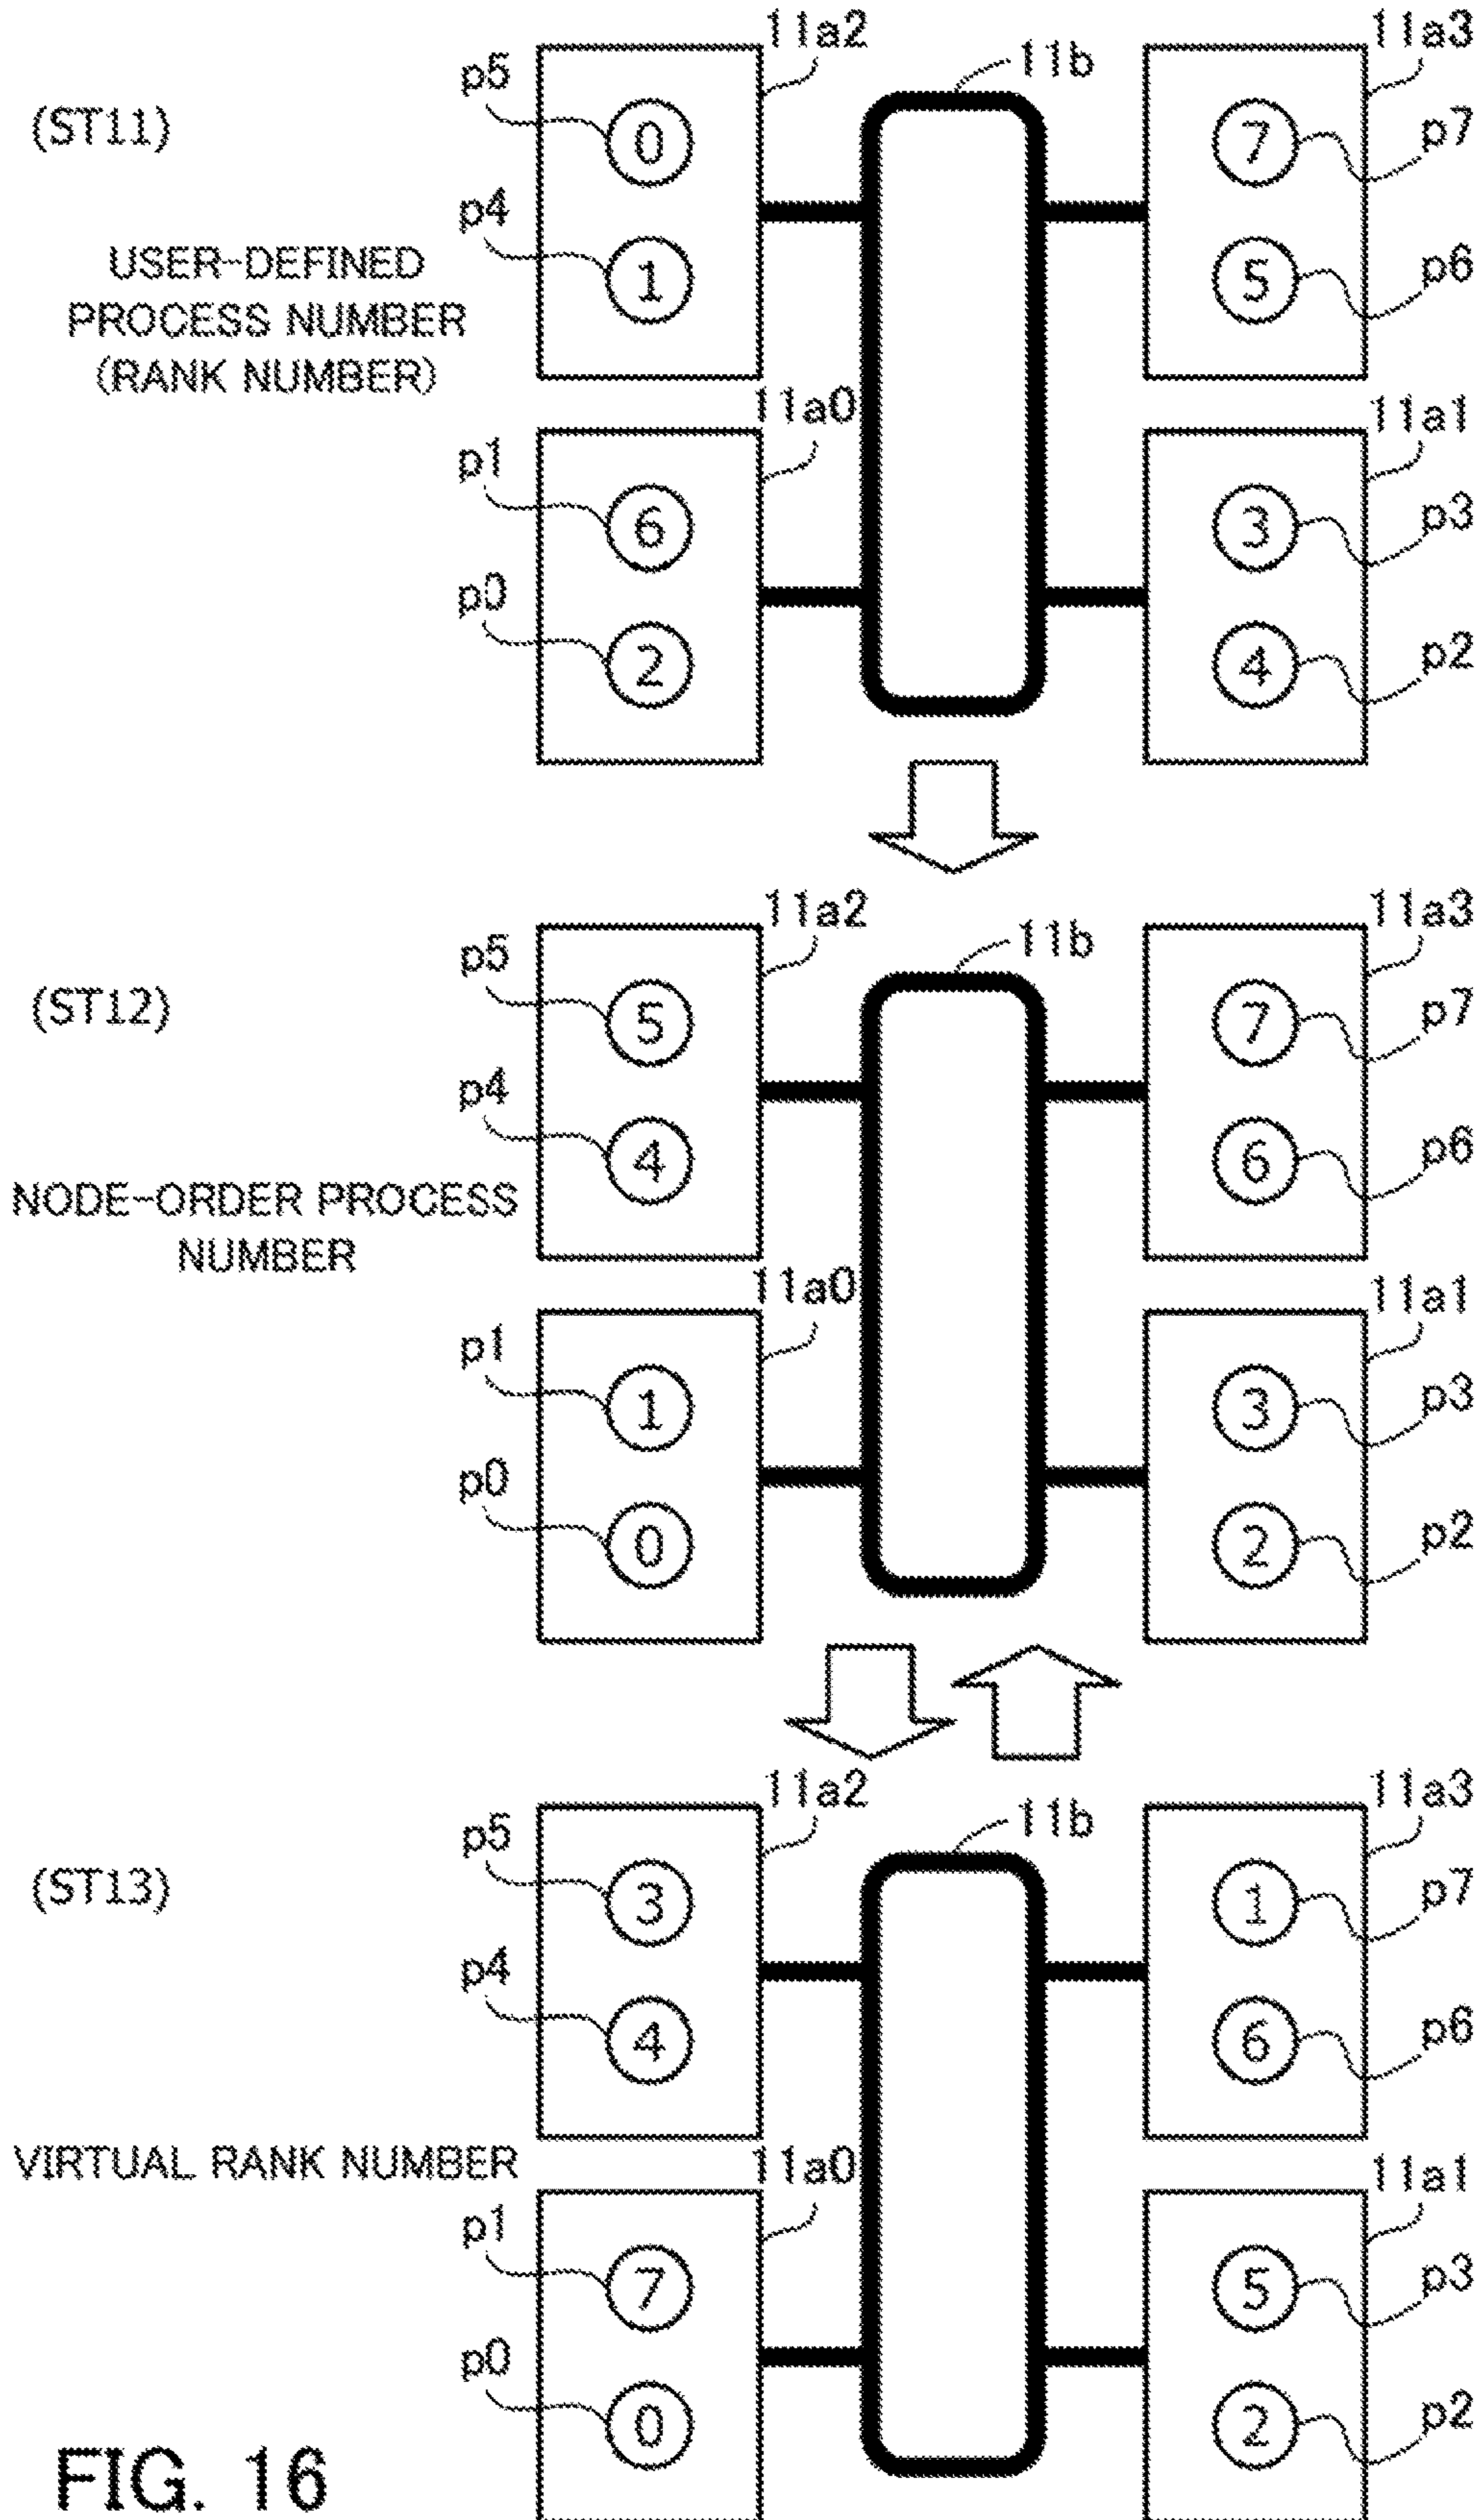 11a2
11a3
p5
11b
(ST11)
0
7
p7
p4
USER-DEFINED
PROCESS NUMBER
(RANK NUMBER)
1
5
p6
11a0
11a1
p1
6
3
p3
p0
2
4
p2
11a2
11a3
p5
11b
(ST12)
5
7
p7
p4
4
6
p6
NODE-ORDER PROCESS
NUMBER
11a0
11a1
p1
1
3
p3
p0
0
2
p2
11a2
11a3
p5
11b
(ST13)
3
1
p7
p4
4
6
p6
VIRTUAL RANK NUMBER
11a0
11a1
p1
7
5
p3
p0
0
2
p2
FIG. 16